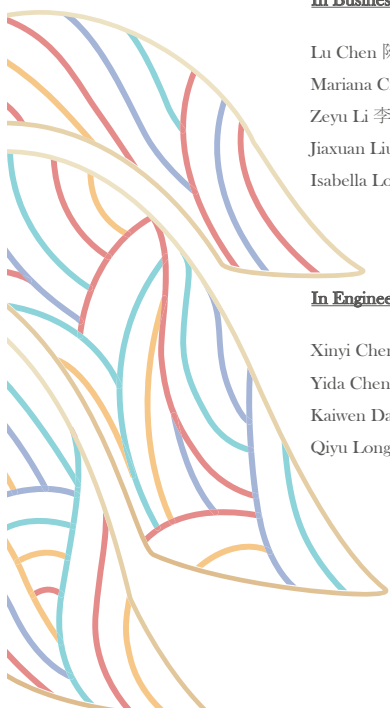 In Busines
Lu Chen 陈
Mariana C
Zeyu Li 李
Jiaxuan Liu
Isabella Lo
In Enginee
Xinyi Chen
Yida Chen
Kaiwen Da
Qiyu Long